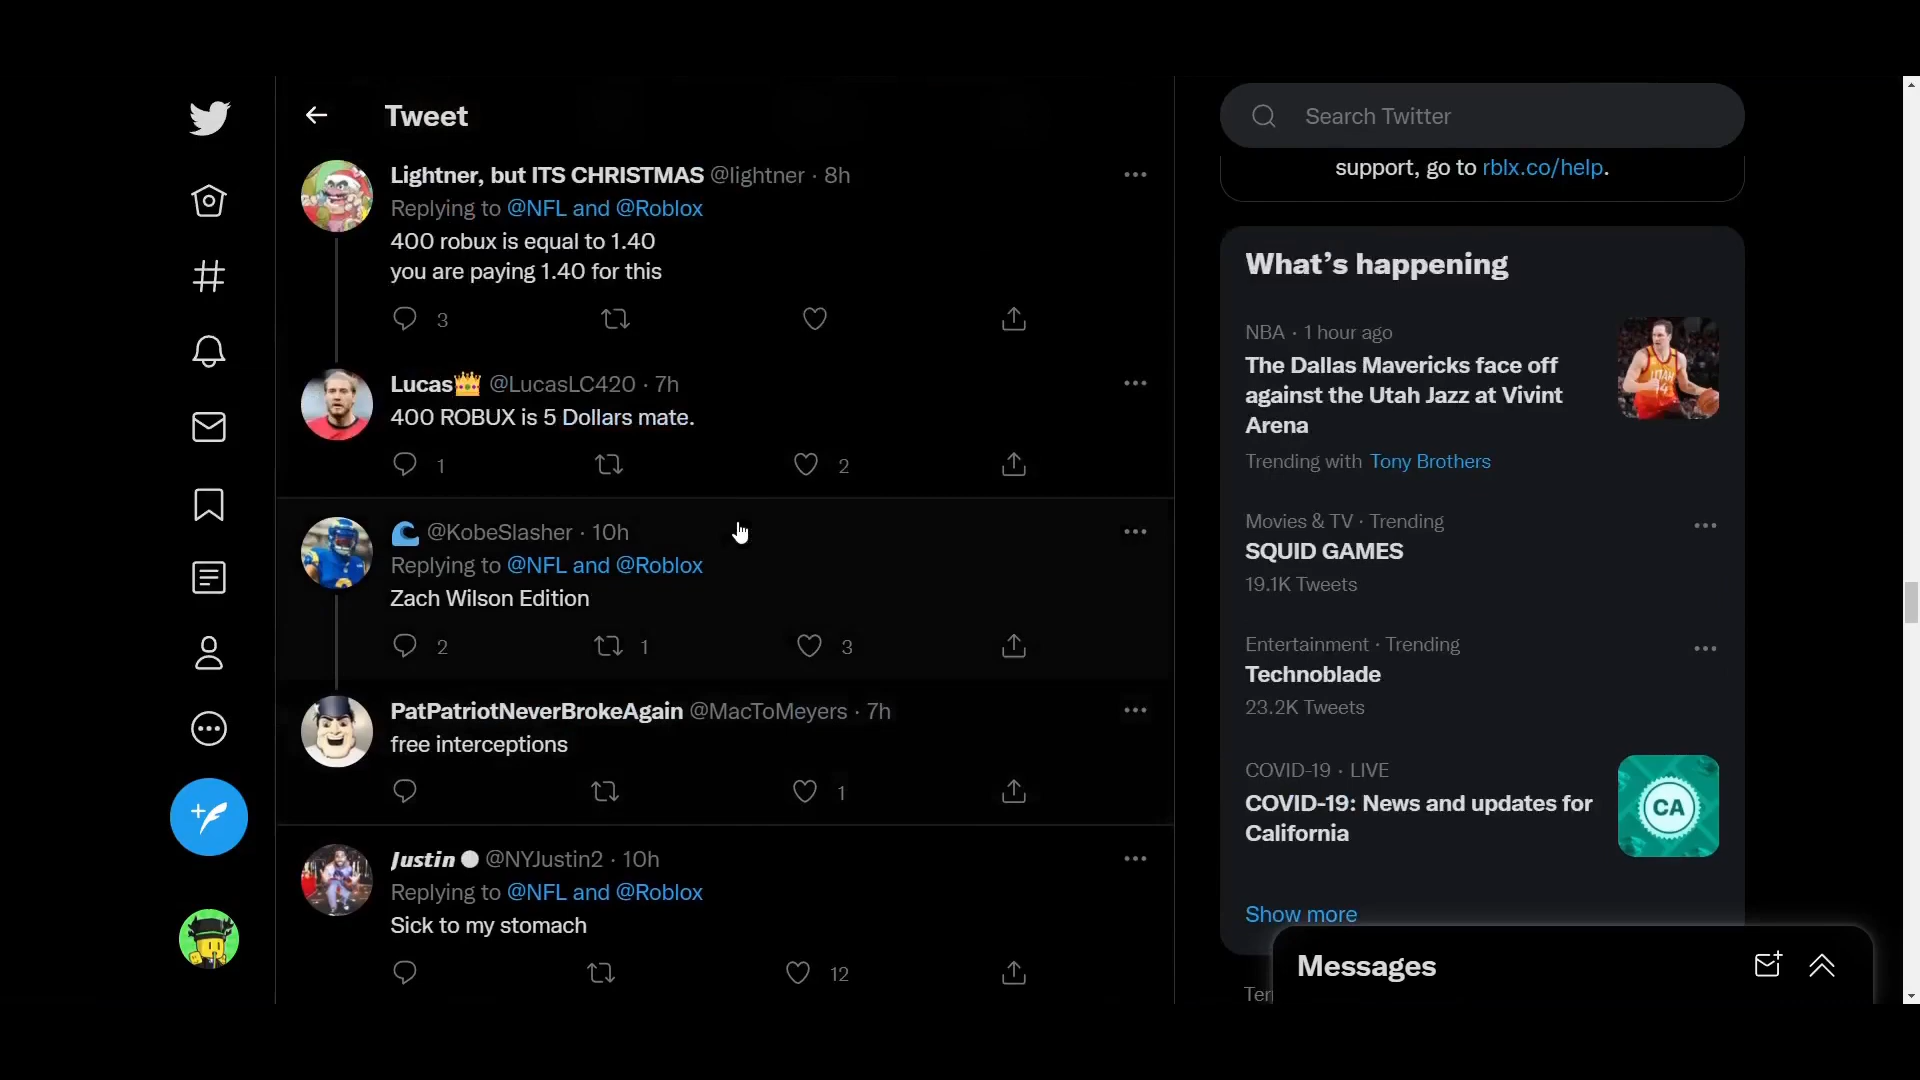 Tweet
Lightner, but ITS CHRISTMAS @lightner · 8h
Replying to @NFL and @Roblox
400 robux is equal to 1.40
you are paying 1.40 for this
3
Lucas👑 @LucasLC420 · 7h
400 ROBUX is 5 Dollars mate.
1 2
🌊 @KobeSlasher · 10h
Replying to @NFL and @Roblox
Zach Wilson Edition
2 1 3
PatPatriotNeverBrokeAgain @MacToMeyers · 7h
free interceptions
1
Justin @NYJustin2 · 10h
Replying to @NFL and @Roblox
Sick to my stomach
12
Search Twitter
support, go to rblx.co/help.
What's happening
NBA · 1 hour ago
The Dallas Mavericks face off
against the Utah Jazz at Vivint
Arena
Trending with Tony Brothers
UTAH
Movies & TV · Trending
SQUID GAMES
19.1K Tweets
Entertainment · Trending
Technoblade
23.2K Tweets
COVID-19 · LIVE
COVID-19: News and updates for
California
CA
Show more
Messages